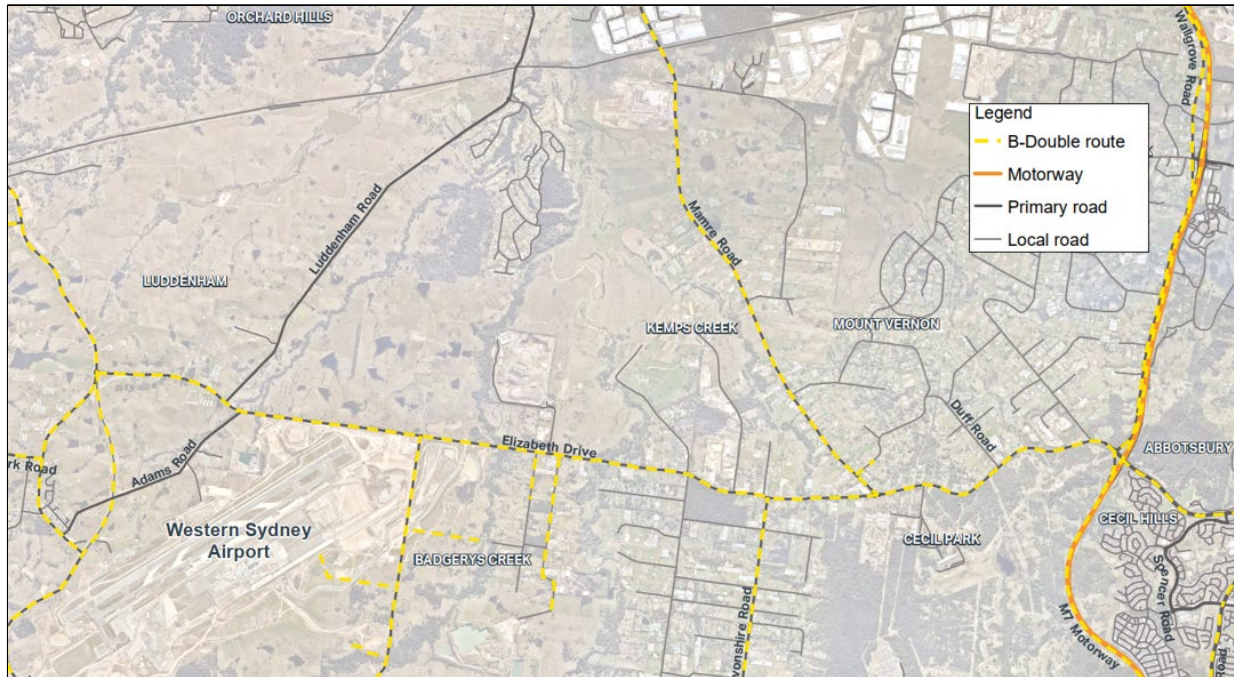 ORCHARD HILLS
Wallgrove Road
Legend
B-Double route
Motorway
Primary road
Local road
Luddenham Road
Mamre Road
LUDDENHAM
KEMPS CREEK
MOUNT VERNON
Duff Road
Elizabeth Drive
ABBOTSBURY
rk Road
Adams Road
Western Sydney
Airport
CECIL HILLS
CECIL PARK
BADGERYS CREEK
Spencer Road
vonshire Road
M7 Motorway
Road